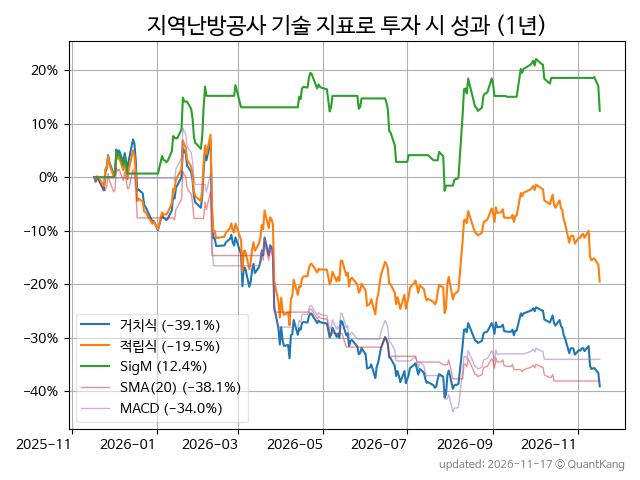 지역난방공사 기술 지표로 투자 시 성과 (1년)
20%
10%
0%
−10%
−20%
−30%
−40%
거치식 (−39.1%)
적립식 (−19.5%)
SigM (12.4%)
SMA(20) (−38.1%)
MACD (−34.0%)
2025-11 2026-01 2026-03 2026-05 2026-07 2026-09 2026-11
updated: 2026-11-17 © QuantKang